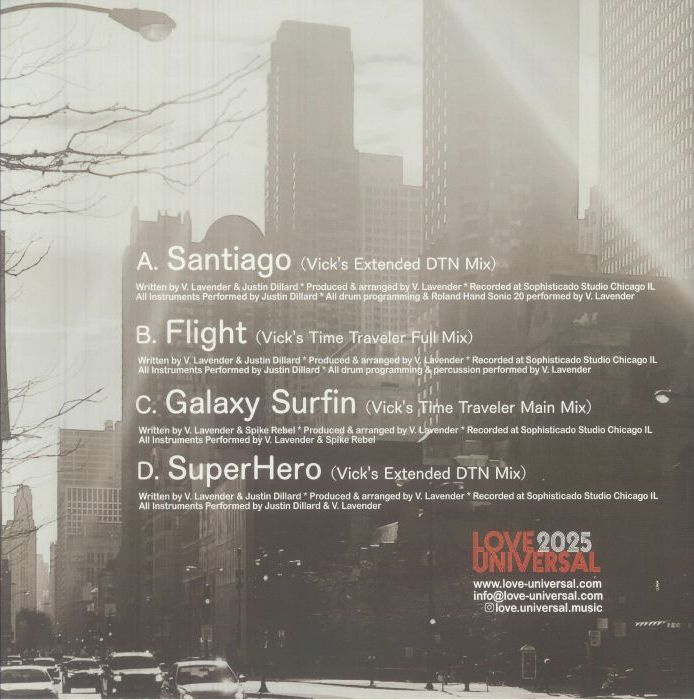 A. Santiago (Vick's Extended DTN Mix)
Written by V. Lavender & Justin Dillard * Produced & arranged by V. Lavender * Recorded at Sophisticado Studio Chicago IL
All Instruments Performed by Justin Dillard * All drum programming & Roland Hand Sonic 20 performed by V. Lavender
B. Flight (Vick's Time Traveler Full Mix)
Written by V. Lavender & Justin Dillard * Produced & arranged by V. Lavender * Recorded at Sophisticado Studio Chicago IL
All Instruments Performed by Justin Dillard * All drum programming & percussion performed by V. Lavender
C. Galaxy Surfin (Vick's Time Traveler Main Mix)
Written by V. Lavender & Spike Rebel * Produced & arranged by V. Lavender * Recorded at Sophisticado Studio Chicago IL
All Instruments Performed by V. Lavender & Spike Rebel
D. SuperHero (Vick's Extended DTN Mix)
Written by V. Lavender & Justin Dillard * Produced & arranged by V. Lavender * Recorded at Sophisticado Studio Chicago IL
All Instruments Performed by Justin Dillard & V. Lavender
LOVE 2025
UNIVERSAL
www.love-universal.com
info@love-universal.com
love.universal.music